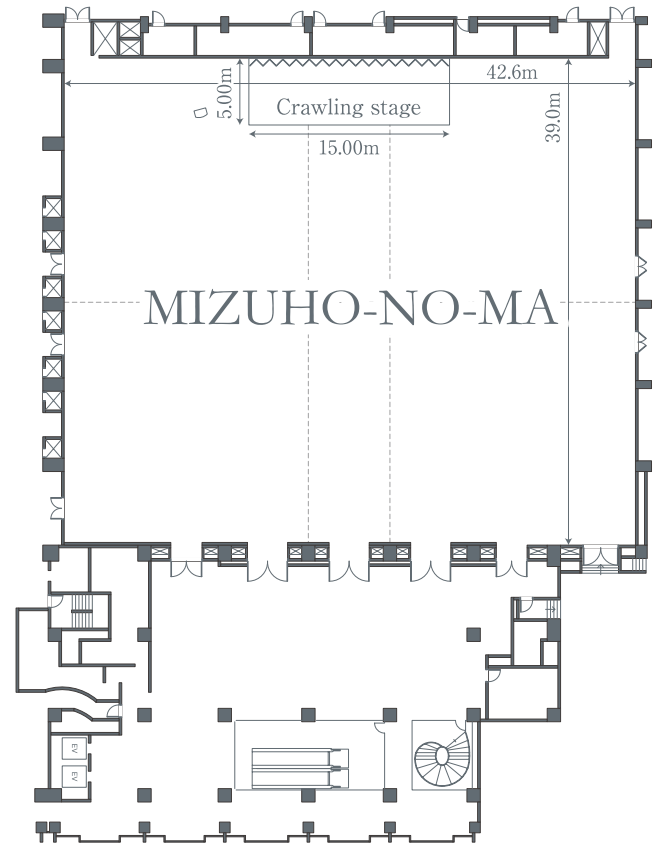 42.6m
5.00m
Crawling stage
39.0m
15.00m
MIZUHO-NO-MA
EV
EV